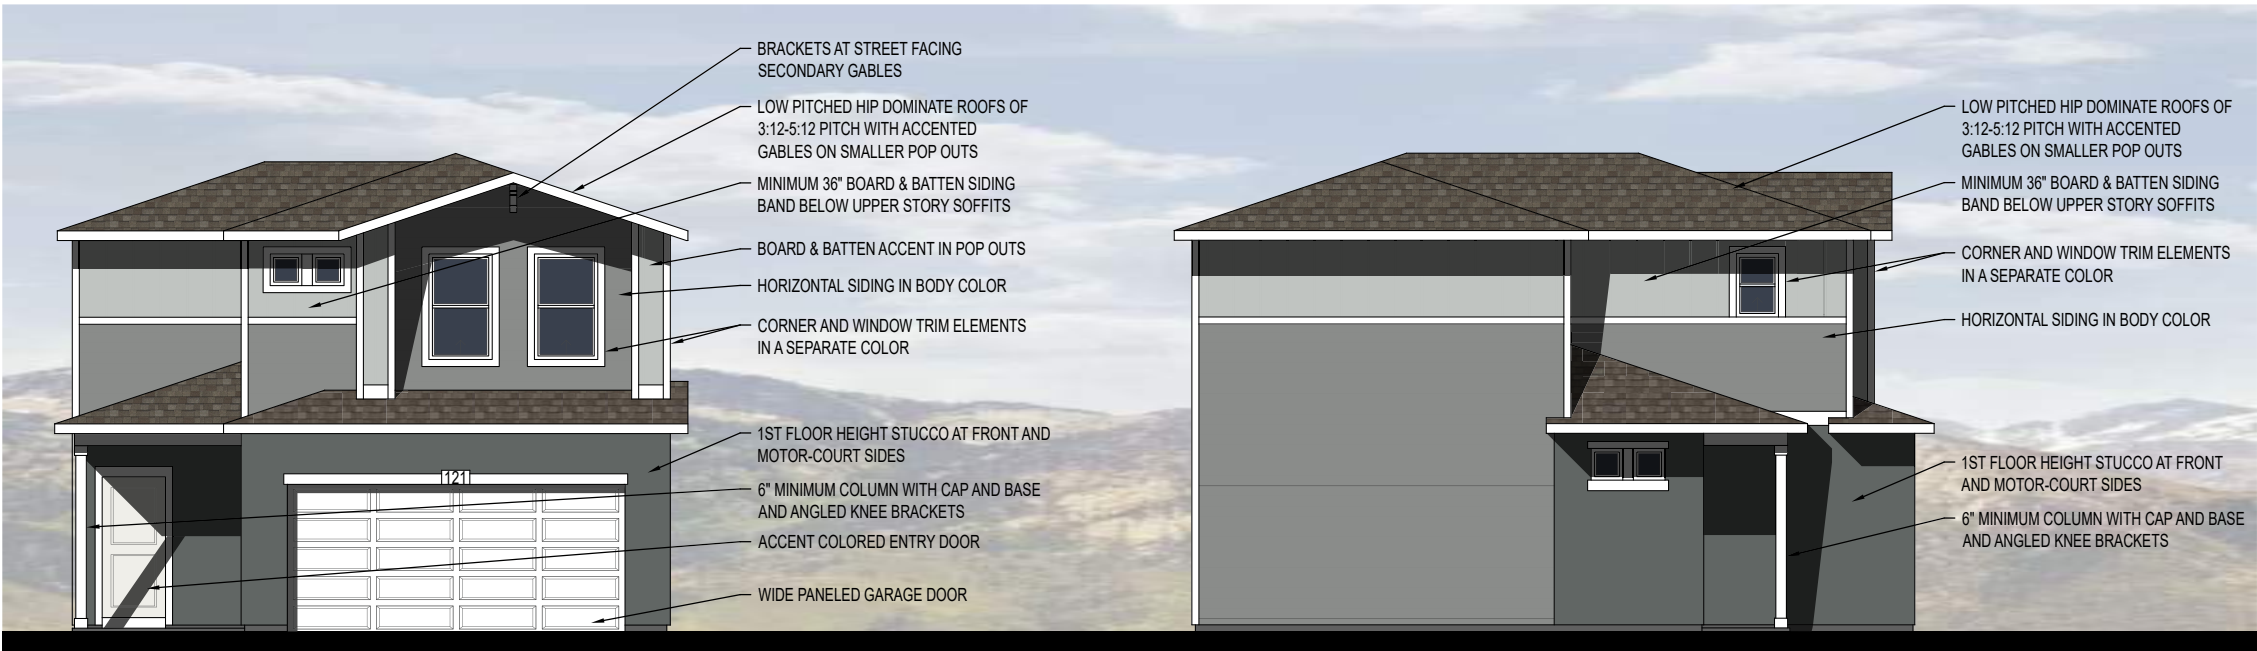 BRACKETS AT STREET FACING
SECONDARY GABLES
LOW PITCHED HIP DOMINATE ROOFS OF
3:12-5:12 PITCH WITH ACCENTED
GABLES ON SMALLER POP OUTS
MINIMUM 36" BOARD & BATTEN SIDING
BAND BELOW UPPER STORY SOFFITS
BOARD & BATTEN ACCENT IN POP OUTS
HORIZONTAL SIDING IN BODY COLOR
CORNER AND WINDOW TRIM ELEMENTS
IN A SEPARATE COLOR
1ST FLOOR HEIGHT STUCCO AT FRONT AND
MOTOR-COURT SIDES
121
6" MINIMUM COLUMN WITH CAP AND BASE
AND ANGLED KNEE BRACKETS
ACCENT COLORED ENTRY DOOR
WIDE PANELED GARAGE DOOR
LOW PITCHED HIP DOMINATE ROOFS OF
3:12-5:12 PITCH WITH ACCENTED
GABLES ON SMALLER POP OUTS
MINIMUM 36" BOARD & BATTEN SIDING
BAND BELOW UPPER STORY SOFFITS
CORNER AND WINDOW TRIM ELEMENTS
IN A SEPARATE COLOR
HORIZONTAL SIDING IN BODY COLOR
1ST FLOOR HEIGHT STUCCO AT FRONT
AND MOTOR-COURT SIDES
6" MINIMUM COLUMN WITH CAP AND BASE
AND ANGLED KNEE BRACKETS